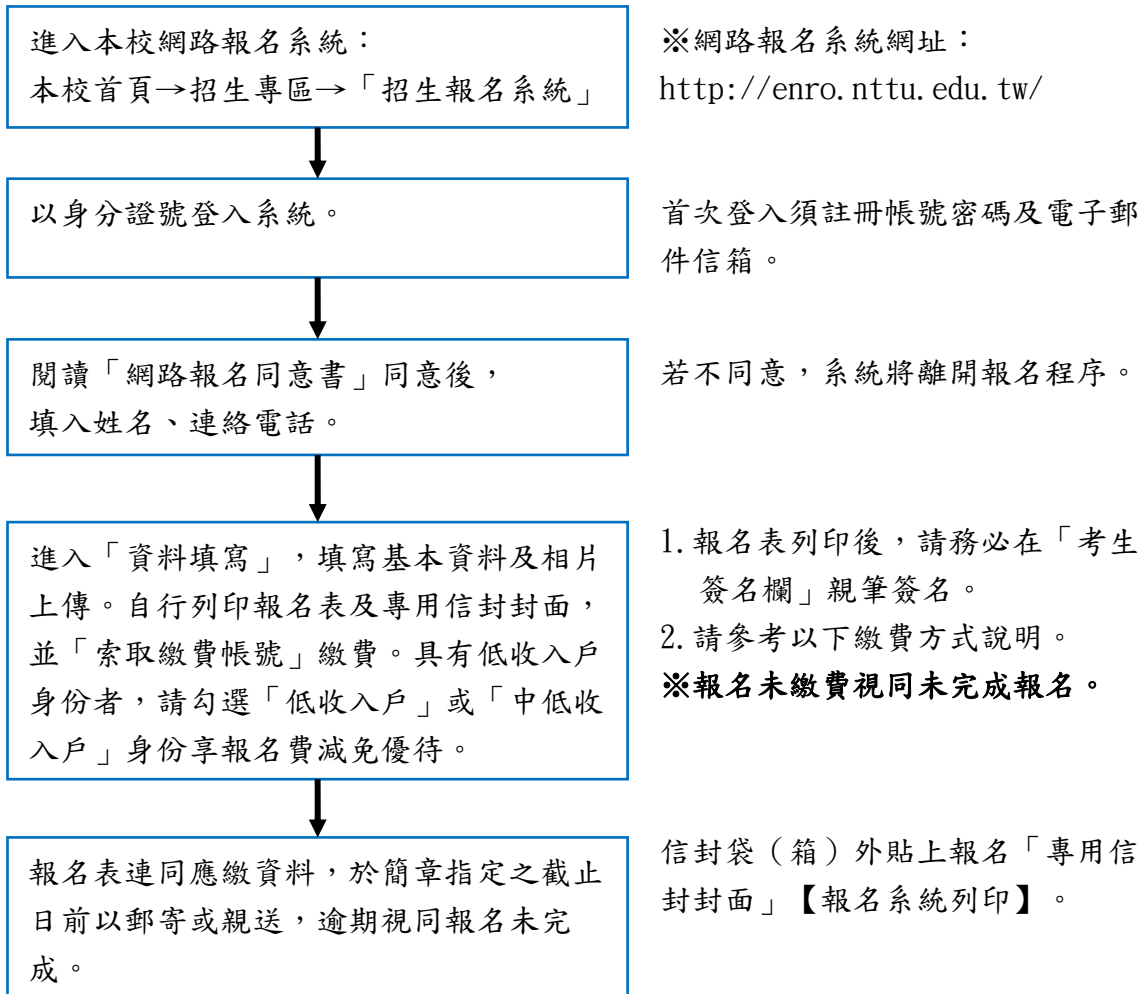 進入本校網路報名系統：
本校首頁→招生專區→「招生報名系統」
※網路報名系統網址：
http://enro.nttu.edu.tw/
以身分證號登入系統。
首次登入須註冊帳號密碼及電子郵
件信箱。
閱讀「網路報名同意書」同意後，
填入姓名、連絡電話。
若不同意，系統將離開報名程序。
進入「資料填寫」，填寫基本資料及相片
上傳。自行列印報名表及專用信封封面，
並「索取繳費帳號」繳費。具有低收入戶
身份者，請勾選「低收入戶」或「中低收
入戶」身份享報名費減免優待。
1.報名表列印後，請務必在「考生
簽名欄」親筆簽名。
2.請參考以下繳費方式說明。
※報名未繳費視同未完成報名。
報名表連同應繳資料，於簡章指定之截止
日前以郵寄或親送，逾期視同報名未完
成。
信封袋（箱）外貼上報名「專用信
封封面」【報名系統列印】。